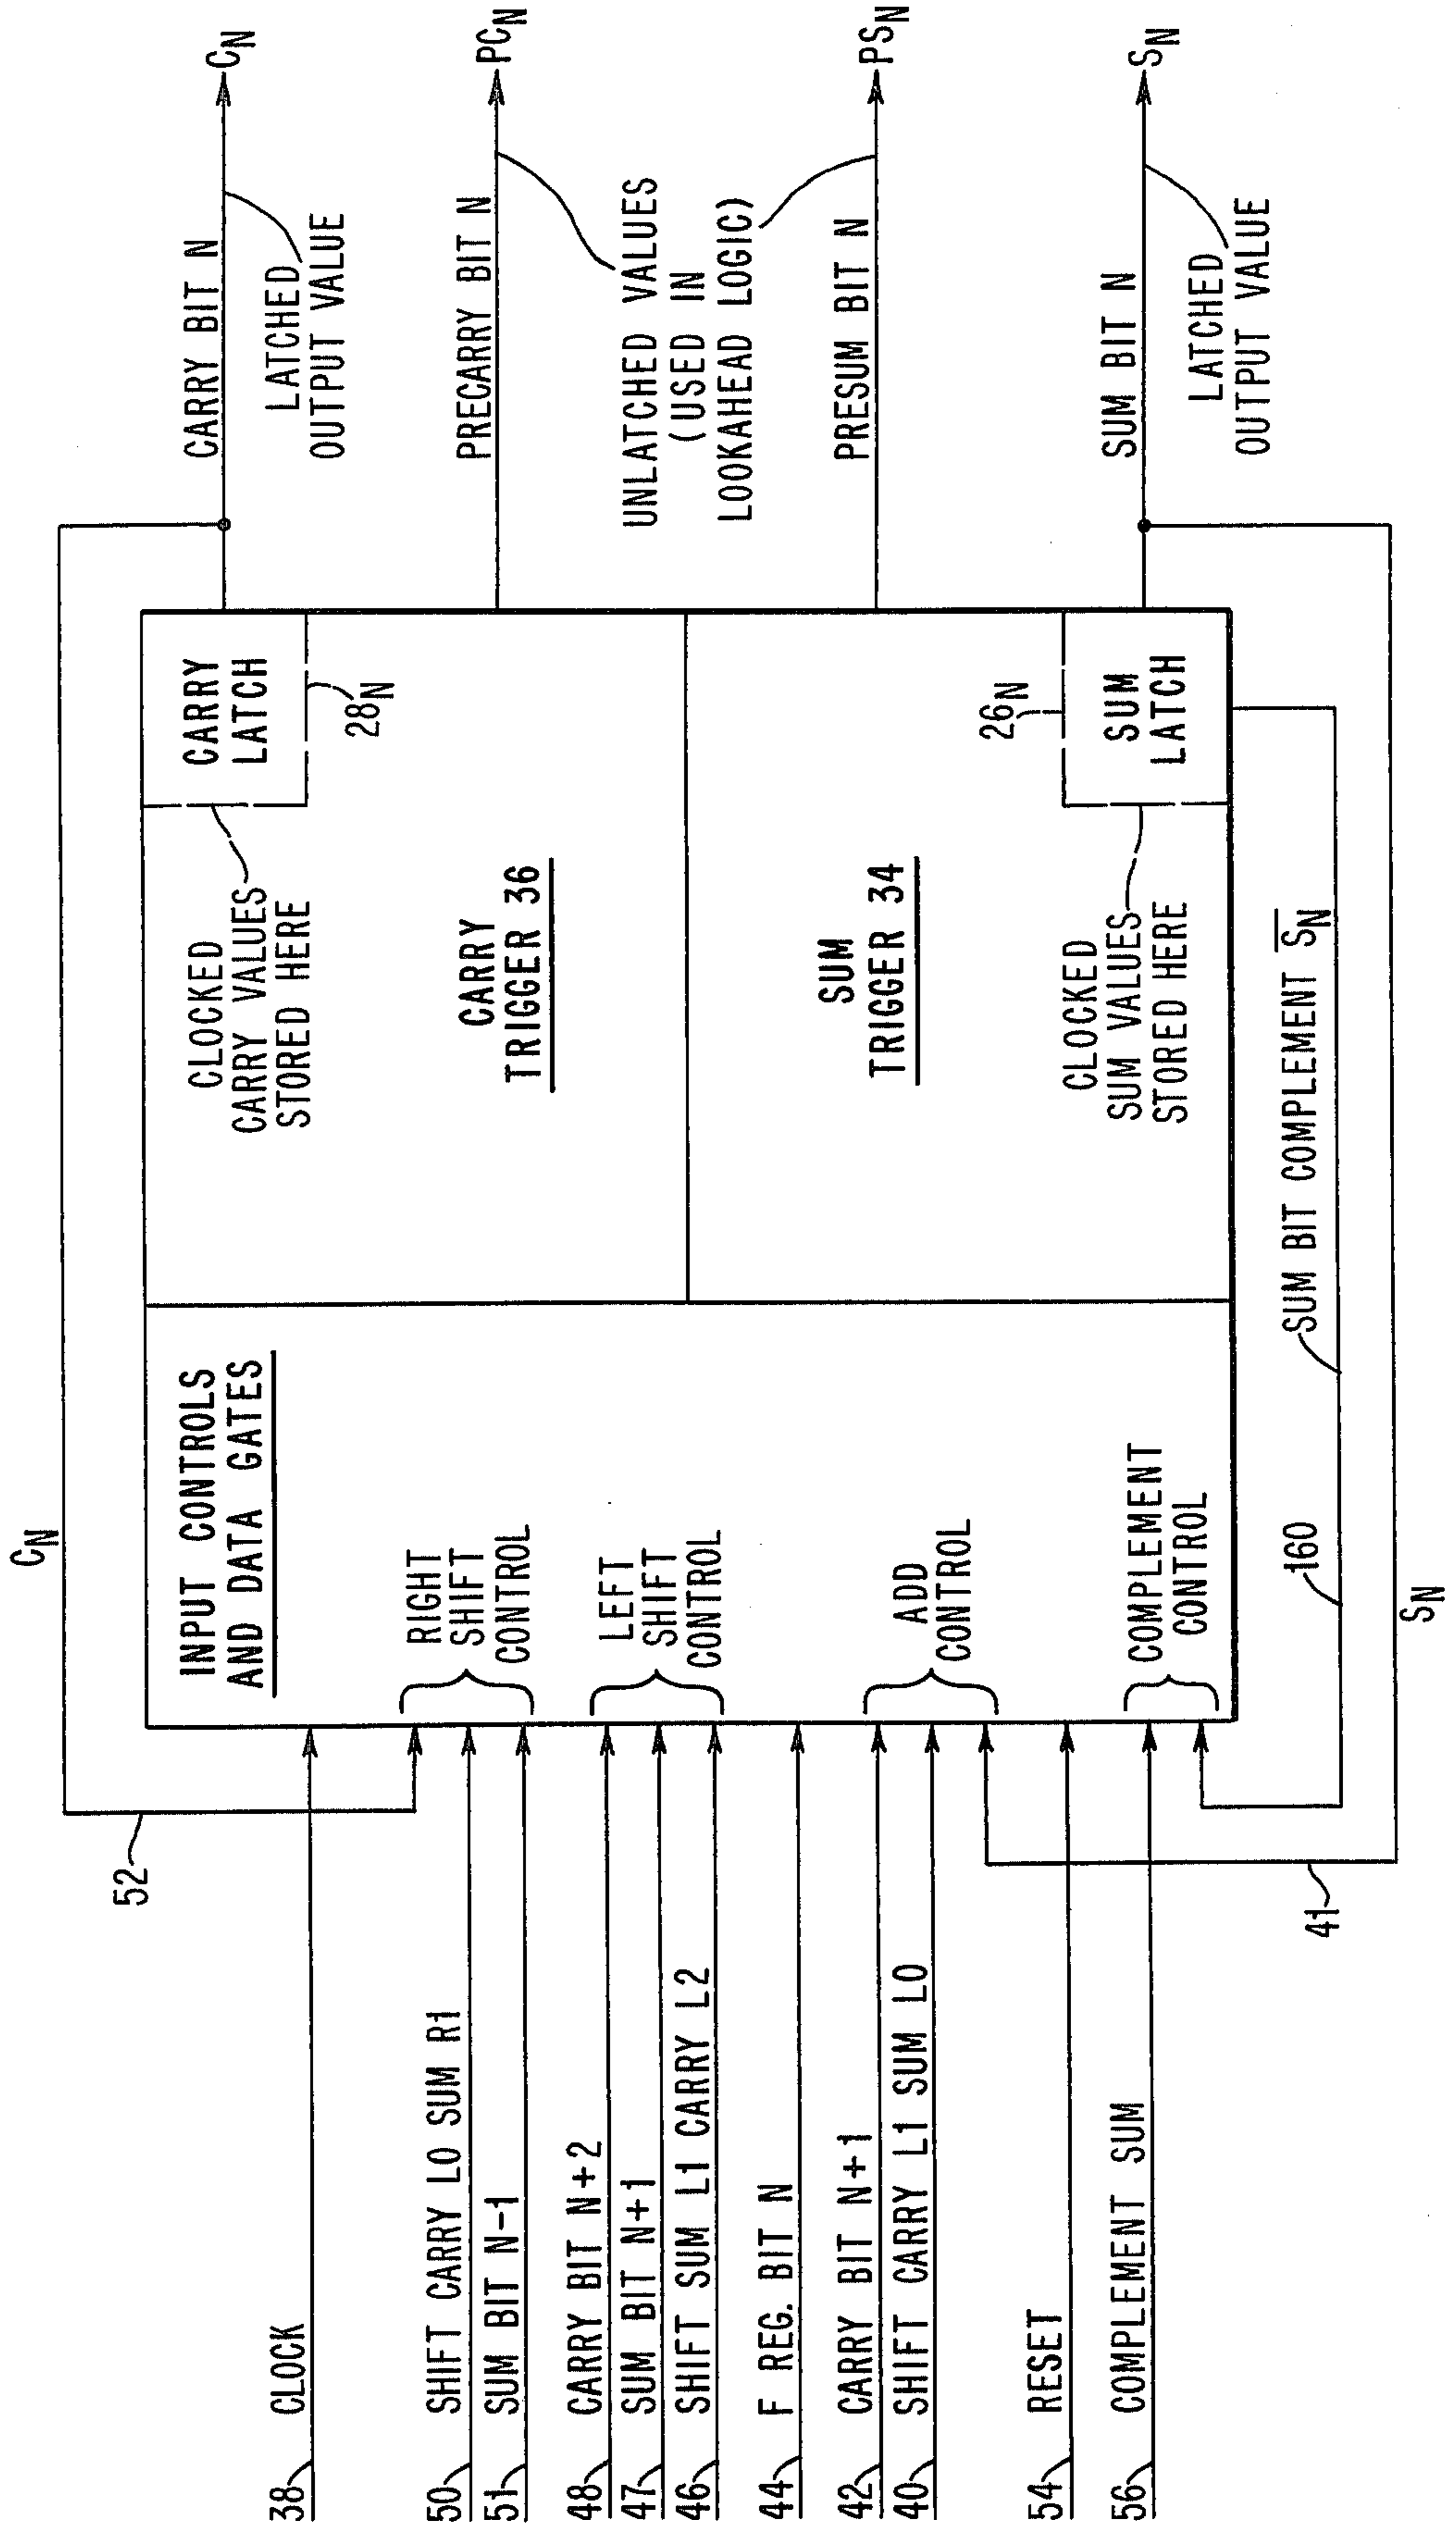 C_N
52
38 CLOCK
50 SHIFT CARRY L0 SUM R1
51 SUM BIT N-1
48 CARRY BIT N+2
47 SUM BIT N+1
46 SHIFT SUM L1 CARRY L2
44 F REG. BIT N
42 CARRY BIT N+1
40 SHIFT CARRY L1 SUM L0
54 RESET
56 COMPLEMENT SUM
41
INPUT CONTROLS
AND DATA GATES
RIGHT
SHIFT
CONTROL
LEFT
SHIFT
CONTROL
ADD
CONTROL
COMPLEMENT
CONTROL
160
SUM BIT COMPLEMENT S̅_N
S_N
CLOCKED
CARRY VALUES
STORED HERE
CARRY
LATCH
28_N
CARRY
TRIGGER 36
SUM
TRIGGER 34
CLOCKED
SUM VALUES
STORED HERE
26_N
SUM
LATCH
CARRY BIT N
C_N
LATCHED
OUTPUT VALUE
PRECARRY BIT N
PC_N
UNLATCHED VALUES
(USED IN
LOOKAHEAD LOGIC)
PRESUM BIT N
PS_N
SUM BIT N
S_N
LATCHED
OUTPUT VALUE